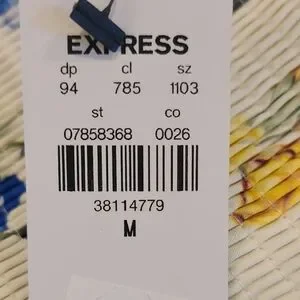 EXPRESS
dp cl sz
94 785 1103
st co
07858368 0026
38114779
M